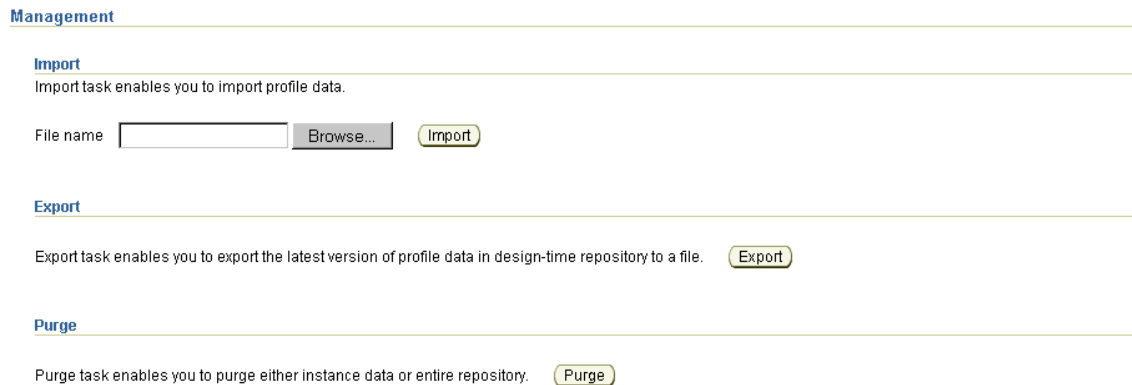 Management
Import
Import task enables you to import profile data.
File name Browse... Import
Export
Export task enables you to export the latest version of profile data in design-time repository to a file. Export
Purge
Purge task enables you to purge either instance data or entire repository. Purge